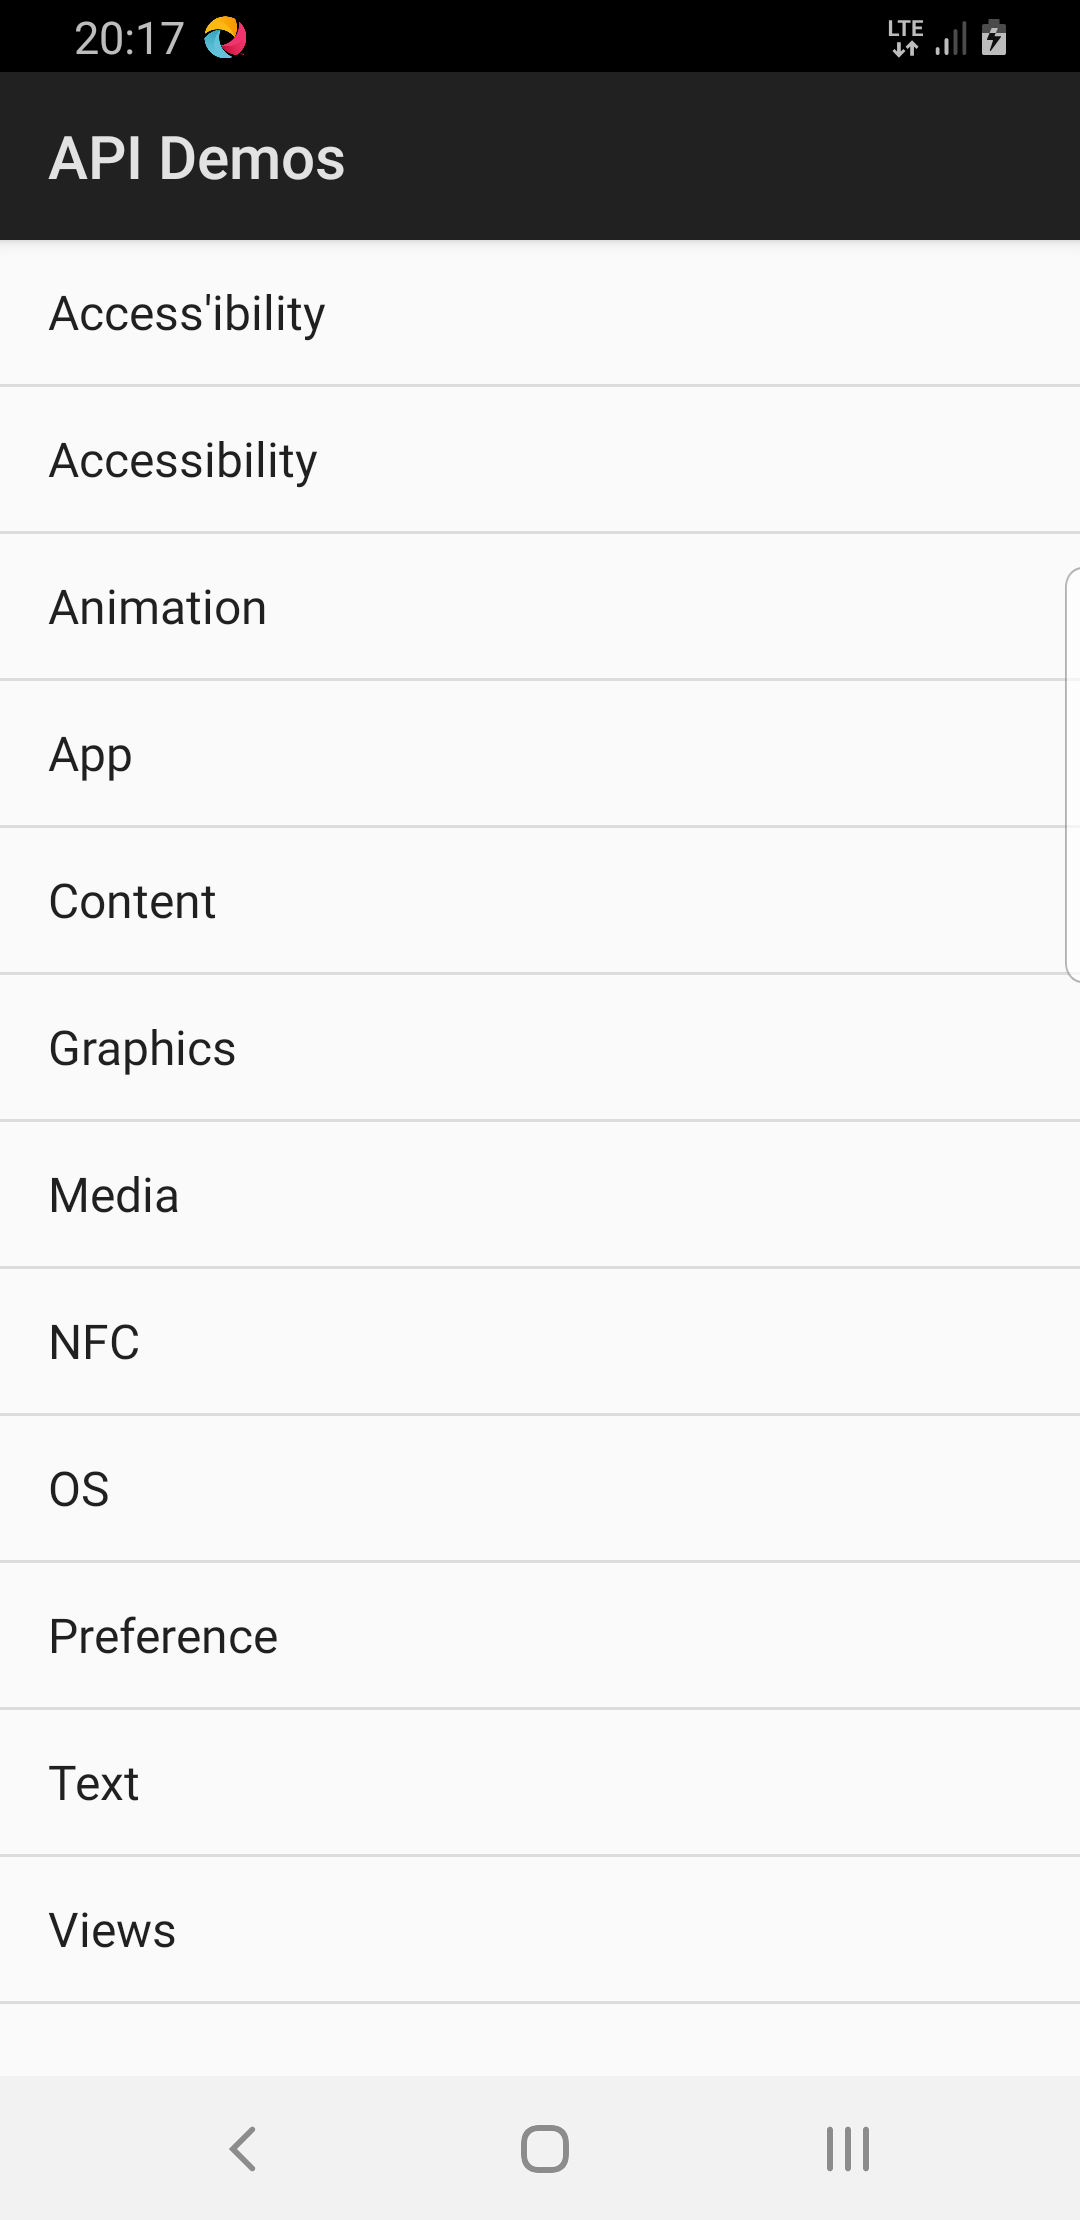 20:17 LTE
API Demos
Access'ibility
Accessibility
Animation
App
Content
Graphics
Media
NFC
OS
Preference
Text
Views